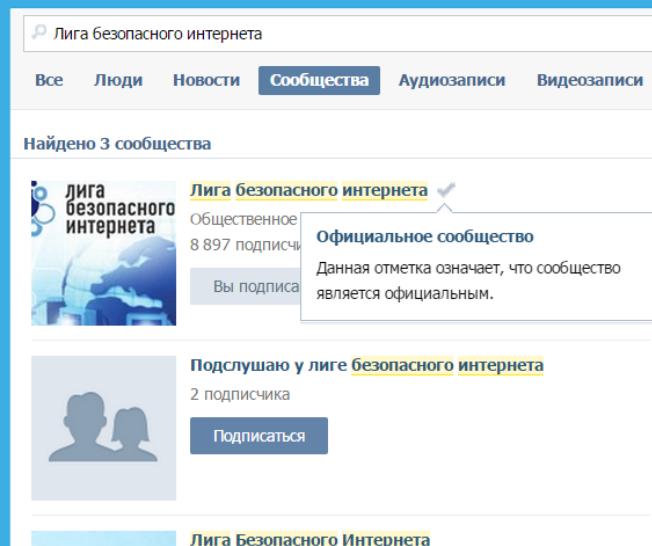 Лига безопасного интернета
Все Люди Новости Сообщества Аудиозаписи Видеозаписи
Найдено 3 сообщества
лига
безопасного
интернета
Лига безопасного интернета
Общественное
8 897
Официальное сообщество
Данная отметка означает, что сообщество
является официальным.
Вы
Подслушаю у лиге безопасного интернета
2 подписчика
Подписаться
Лига Безопасного Интернета